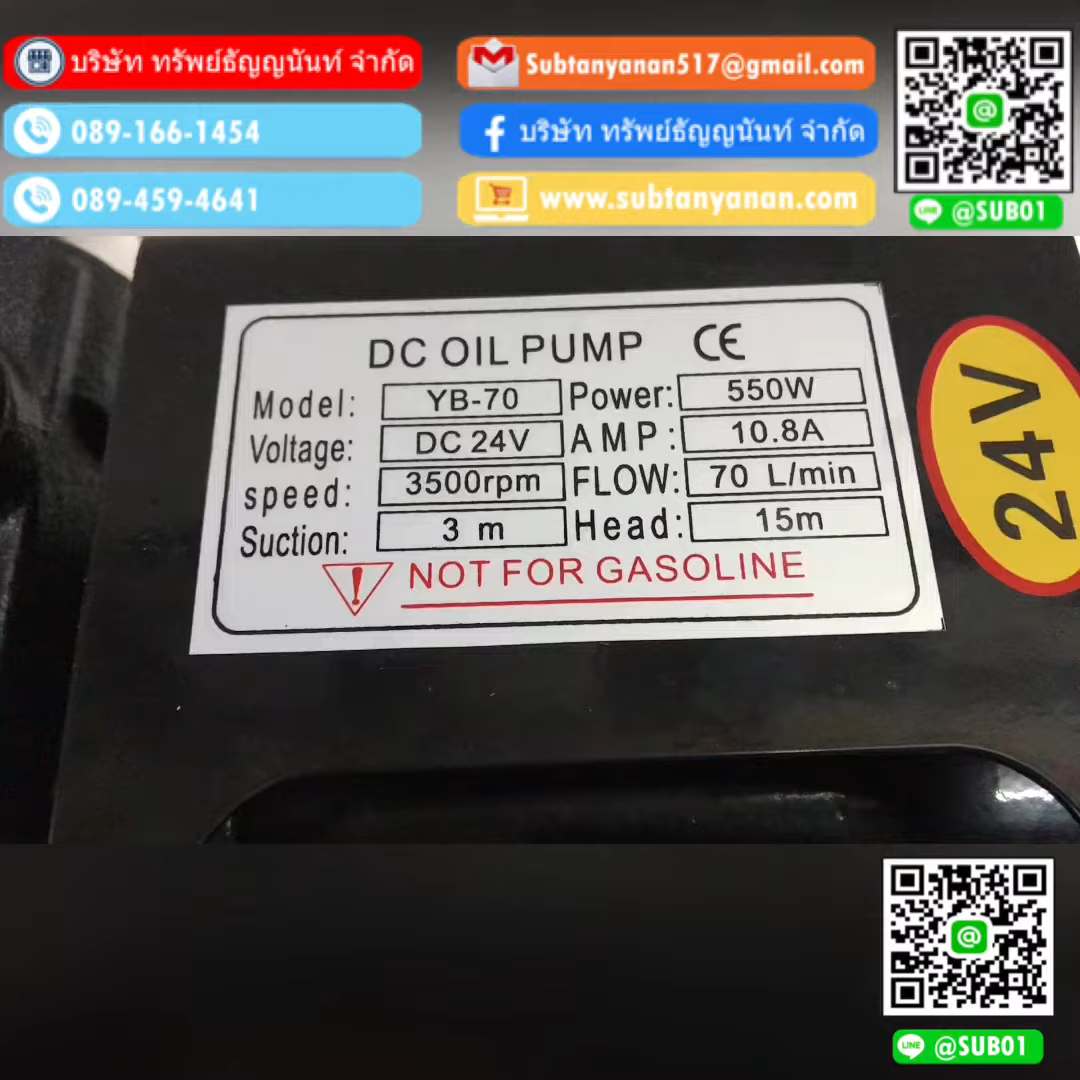 บริษัท ทรัพย์ธัญญนันท์ จำกัด
Subtanyanan517@gmail.com
089-166-1454
บริษัท ทรัพย์ธัญญนันท์ จำกัด
089-459-4641
www.subtanyanan.com
LINE @SUB01
DC OIL PUMP CE
Model: YB-70 Power: 550W
Voltage: DC 24V AMP: 10.8A
speed: 3500rpm FLOW: 70 L/min
Suction: 3 m Head: 15m
! NOT FOR GASOLINE
24V
LINE @SUB01